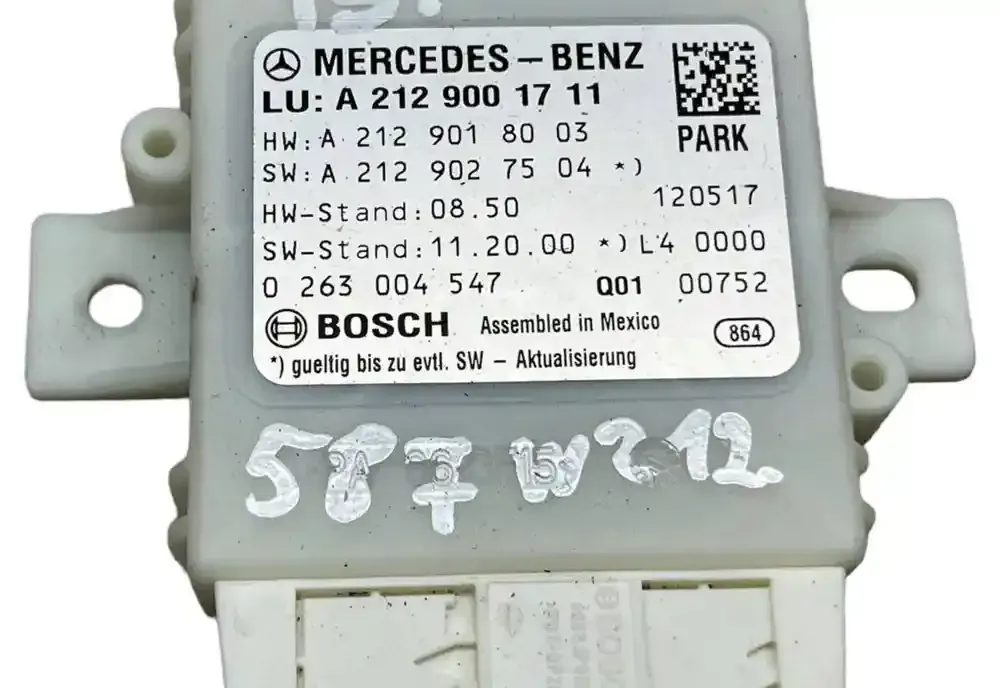 MERCEDES-BENZ
LU: A 212 900 17 11
HW: A 212 901 80 03
PARK
SW: A 212 902 75 04 *)
HW-Stand: 08.50 120517
SW-Stand: 11.20.00 *) L4 0000
0 263 004 547 Q01 00752
BOSCH Assembled in Mexico 864
*) gueltig bis zu evtl. SW - Aktualisierung
587 W212